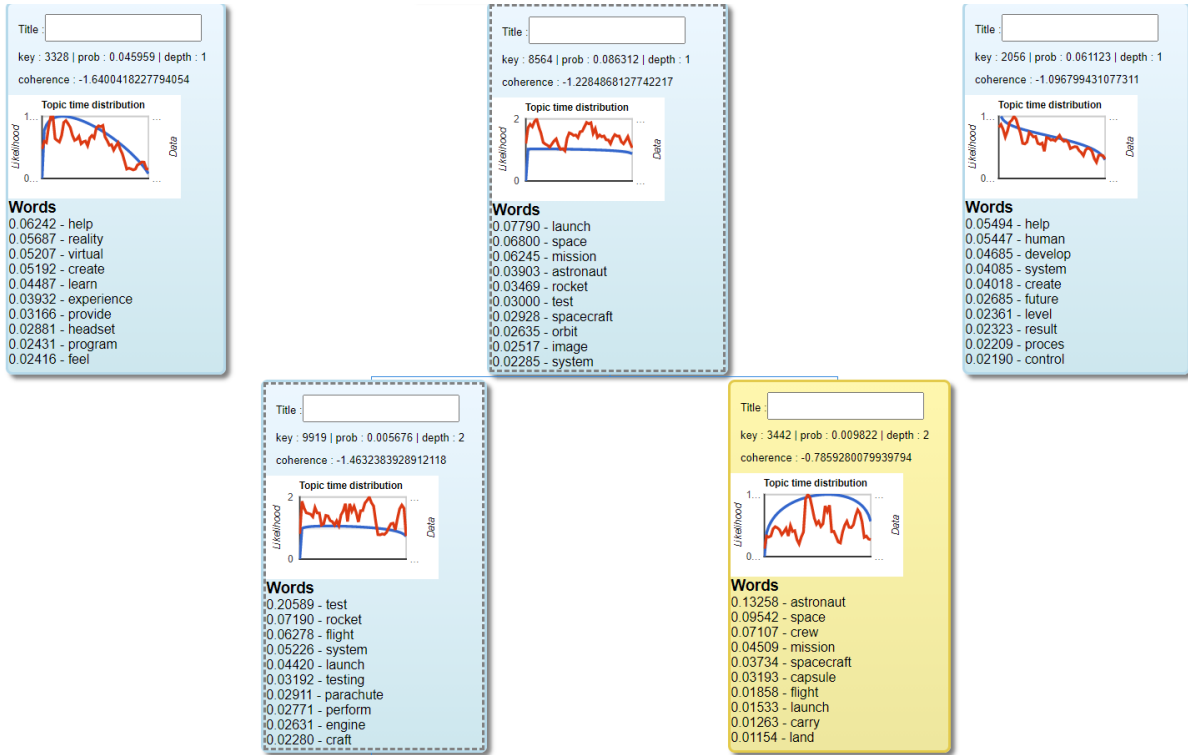 Title :
key : 3328 | prob : 0.045959 | depth : 1
coherence : -1.6400418227794054
Topic time distribution
Likelihood
1...
0...
...
...
Data
Words
0.06242 - help
0.05687 - reality
0.05207 - virtual
0.05192 - create
0.04487 - learn
0.03932 - experience
0.03166 - provide
0.02881 - headset
0.02431 - program
0.02416 - feel
Title :
key : 8564 | prob : 0.086312 | depth : 1
coherence : -1.2284868127742217
Topic time distribution
Likelihood
2
0
...
...
Data
Words
0.07790 - launch
0.06800 - space
0.06245 - mission
0.03903 - astronaut
0.03469 - rocket
0.03000 - test
0.02928 - spacecraft
0.02635 - orbit
0.02517 - image
0.02285 - system
Title :
key : 2056 | prob : 0.061123 | depth : 1
coherence : -1.096799431077311
Topic time distribution
Likelihood
1...
0...
...
...
Data
Words
0.05494 - help
0.05447 - human
0.04685 - develop
0.04085 - system
0.04018 - create
0.02685 - future
0.02361 - level
0.02323 - result
0.02209 - proces
0.02190 - control
Title :
key : 9919 | prob : 0.005676 | depth : 2
coherence : -1.4632383928912118
Topic time distribution
Likelihood
2
0
...
...
Data
Words
0.20589 - test
0.07190 - rocket
0.06278 - flight
0.05226 - system
0.04420 - launch
0.03192 - testing
0.02911 - parachute
0.02771 - perform
0.02631 - engine
0.02280 - craft
Title :
key : 3442 | prob : 0.009822 | depth : 2
coherence : -0.7859280079939794
Topic time distribution
Likelihood
1...
0...
...
...
Data
Words
0.13258 - astronaut
0.09542 - space
0.07107 - crew
0.04509 - mission
0.03734 - spacecraft
0.03193 - capsule
0.01858 - flight
0.01533 - launch
0.01263 - carry
0.01154 - land